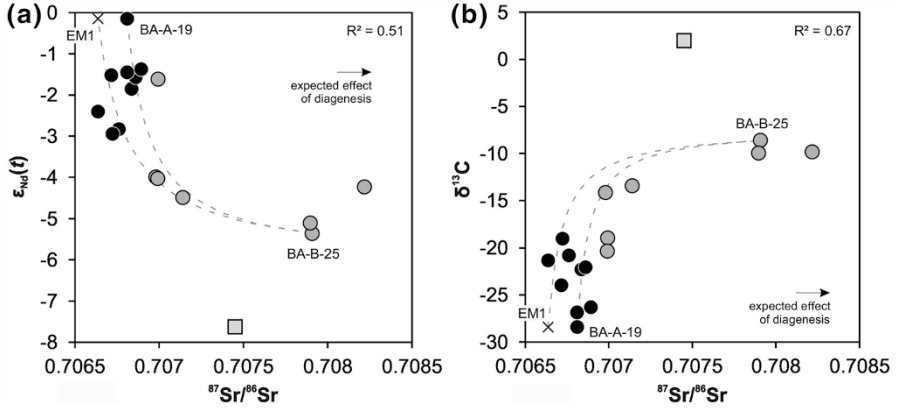 (a)
0
-1
-2
-3
-4
-5
-6
-7
-8
εNd(t)
EM1
BA-A-19
R² = 0.51
expected effect
of diagenesis
BA-B-25
0.7065
0.707
0.7075
0.708
0.7085
⁸⁷Sr/⁸⁶Sr
(b)
5
0
-5
-10
-15
-20
-25
-30
δ¹³C
R² = 0.67
BA-B-25
expected effect
of diagenesis
EM1
BA-A-19
0.7065
0.707
0.7075
0.708
0.7085
⁸⁷Sr/⁸⁶Sr